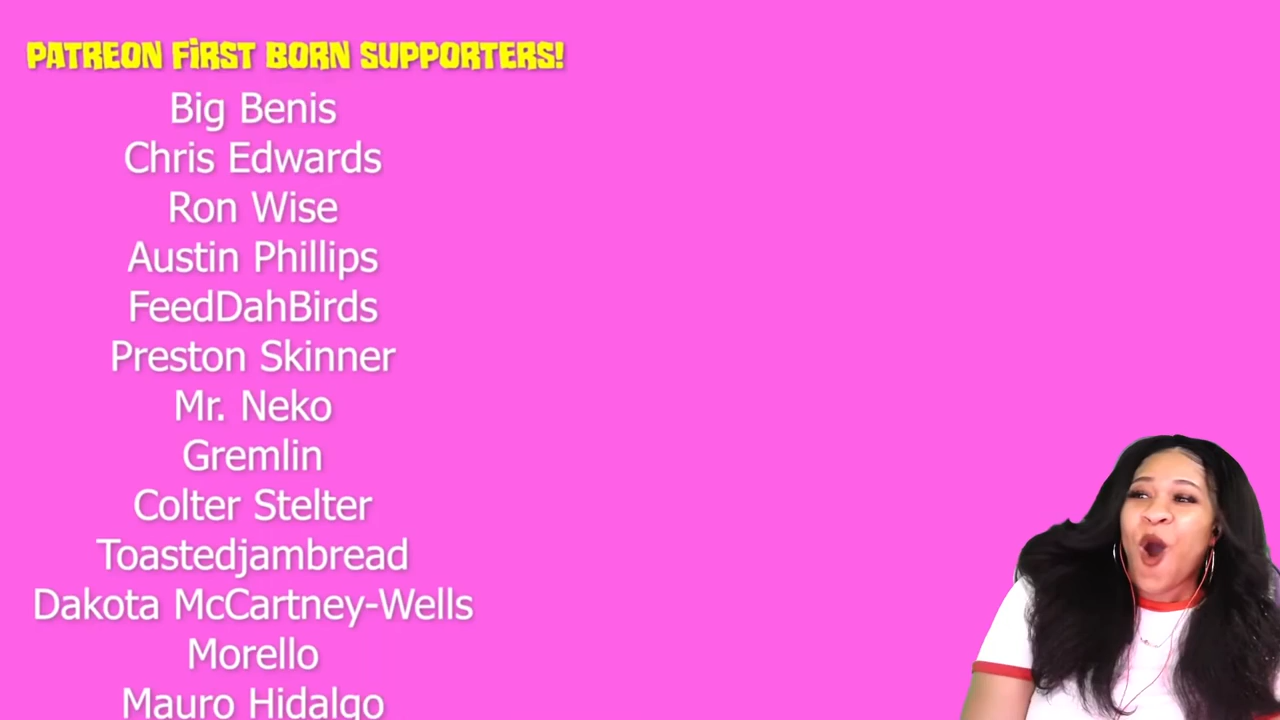 PATREON FiRST BORN SUPPORTERS!
Big Benis
Chris Edwards
Ron Wise
Austin Phillips
FeedDahBirds
Preston Skinner
Mr. Neko
Gremlin
Colter Stelter
Toastedjambread
Dakota McCartney-Wells
Morello
Mauro Hidalgo